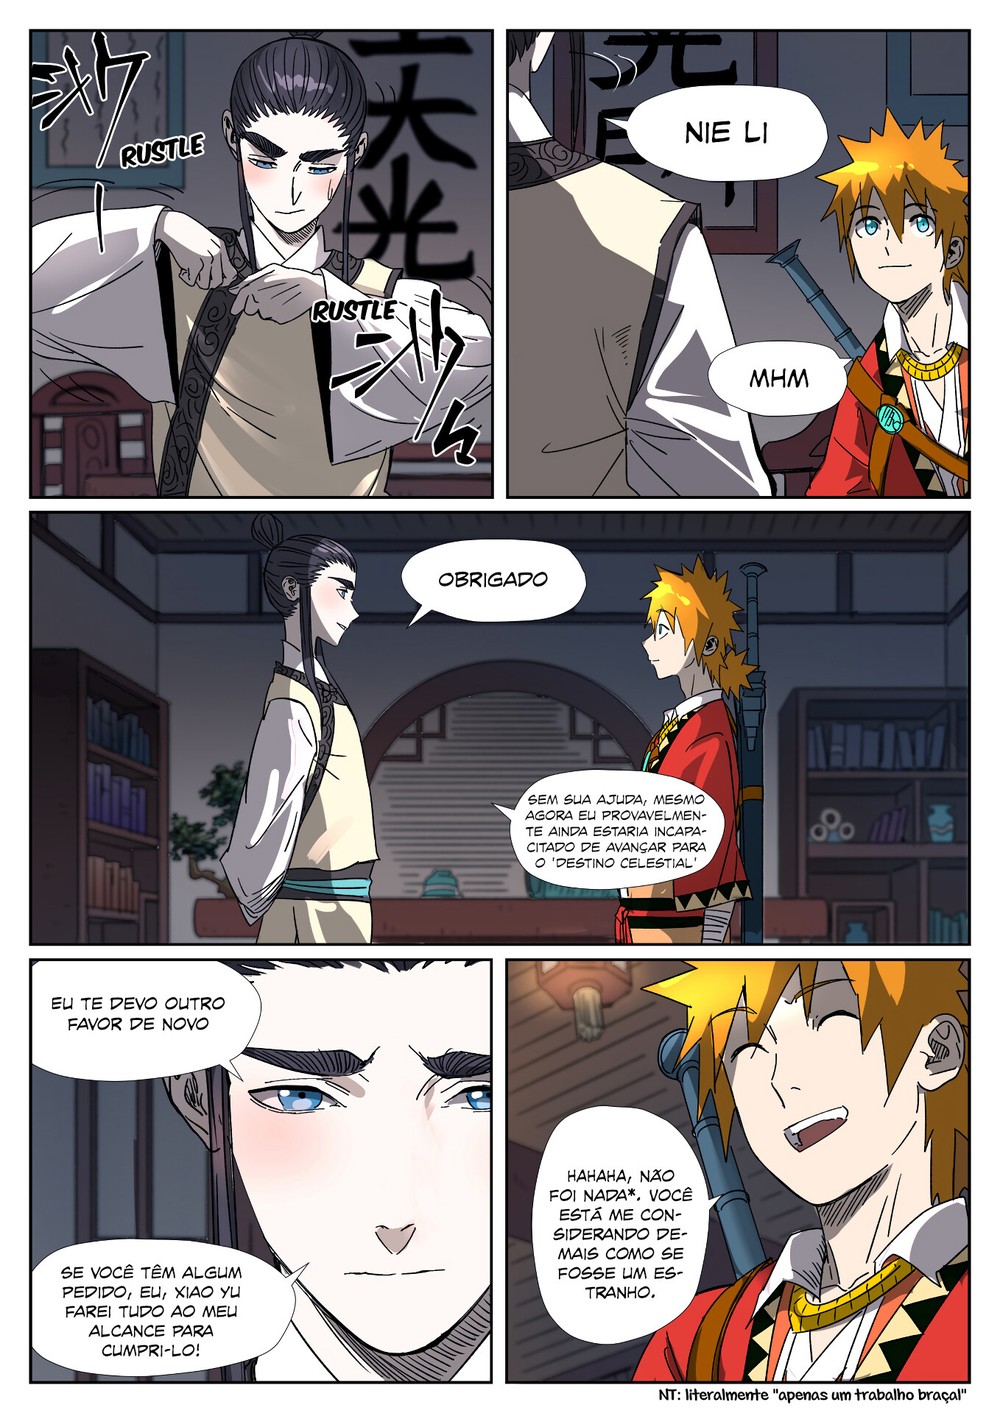 RUSTLE
RUSTLE
土大光
NIE LI
MHM
OBRIGADO
SEM SUA AJUDA, MESMO
AGORA EU PROVAVELMEN-
TE AINDA ESTARIA INCAPA-
CITADO DE AVANÇAR PARA
O 'DESTINO CELESTIAL'
EU TE DEVO OUTRO
FAVOR DE NOVO
SE VOCÊ TÊM ALGUM
PEDIDO, EU, XIAO YU
FAREI TUDO AO MEU
ALCANCE PARA
CUMPRI-LO!
HAHAHA, NÃO
FOI NADA*. VOCÊ
ESTÁ ME CON-
SIDERANDO DE-
MAIS COMO SE
FOSSE UM ES-
TRANHO.
NT: literalmente "apenas um trabalho braçal"